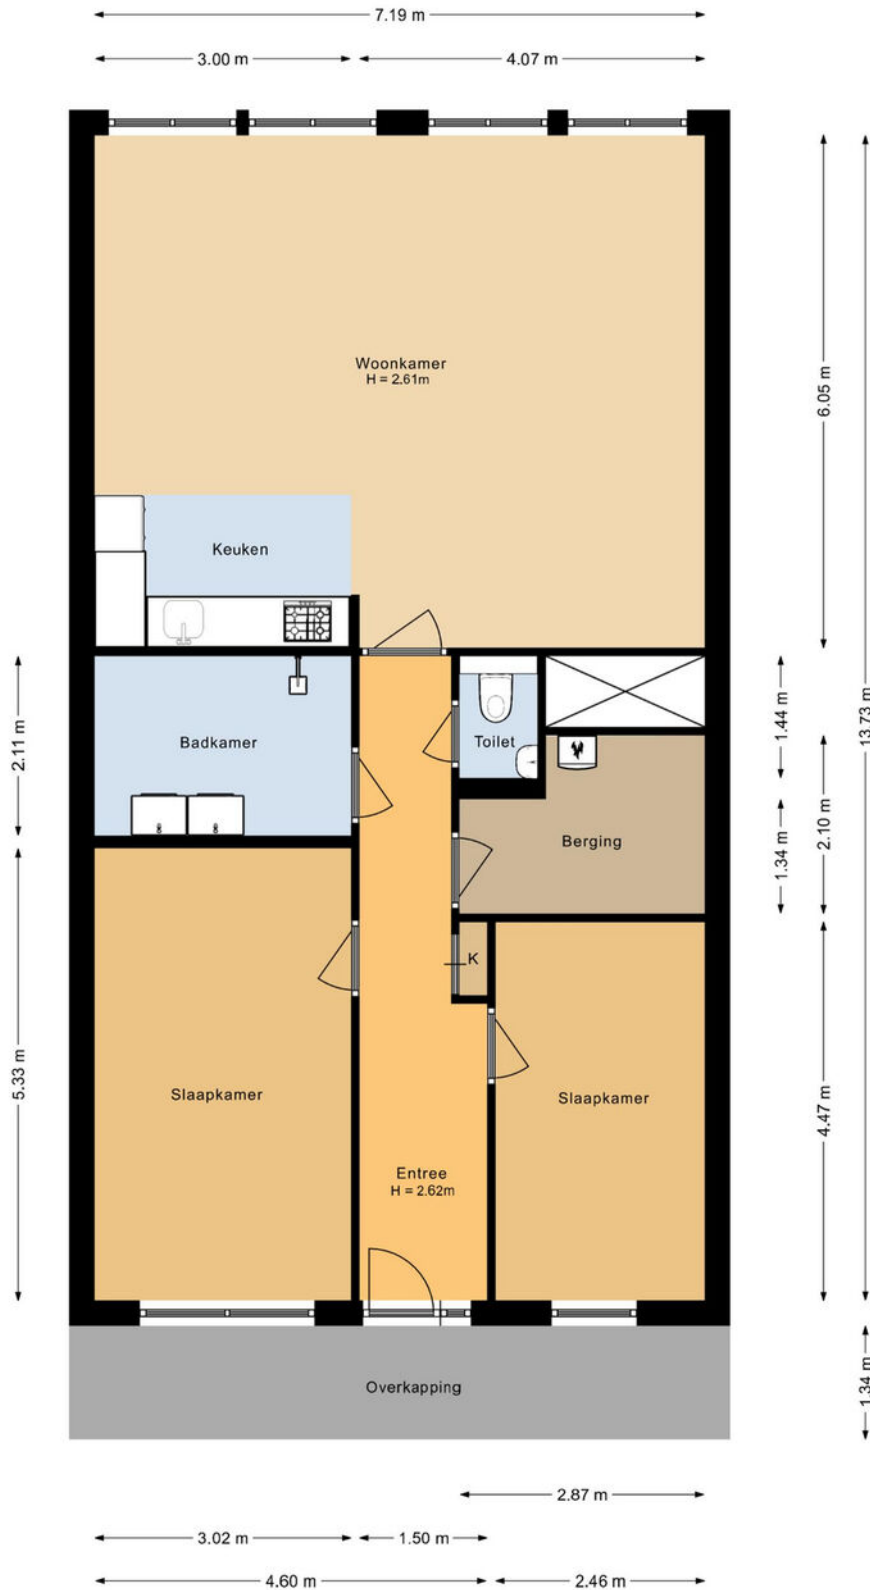 7.19 m
3.00 m
4.07 m
Woonkamer
H = 2.61m
6.05 m
Keuken
13.73 m
2.11 m
Badkamer
Toilet
1.44 m
2.10 m
Berging
1.34 m
K
5.33 m
Slaapkamer
Slaapkamer
4.47 m
Entree
H = 2.62m
Overkapping
1.34 m
2.87 m
3.02 m
1.50 m
4.60 m
2.46 m